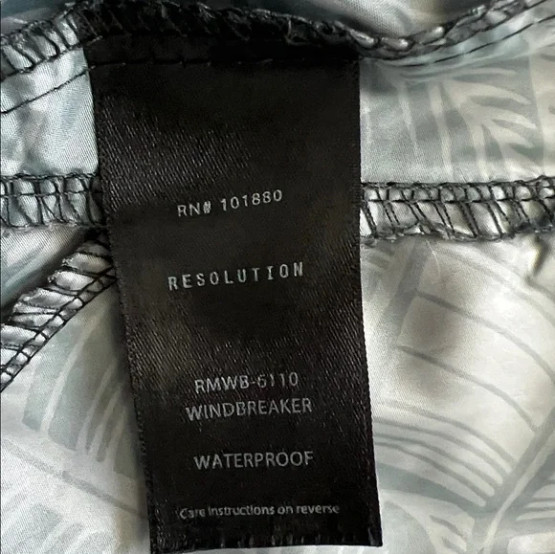 RN# 101880
RESOLUTION
RMWB-6110
WINDBREAKER
WATERPROOF
Care instructions on reverse